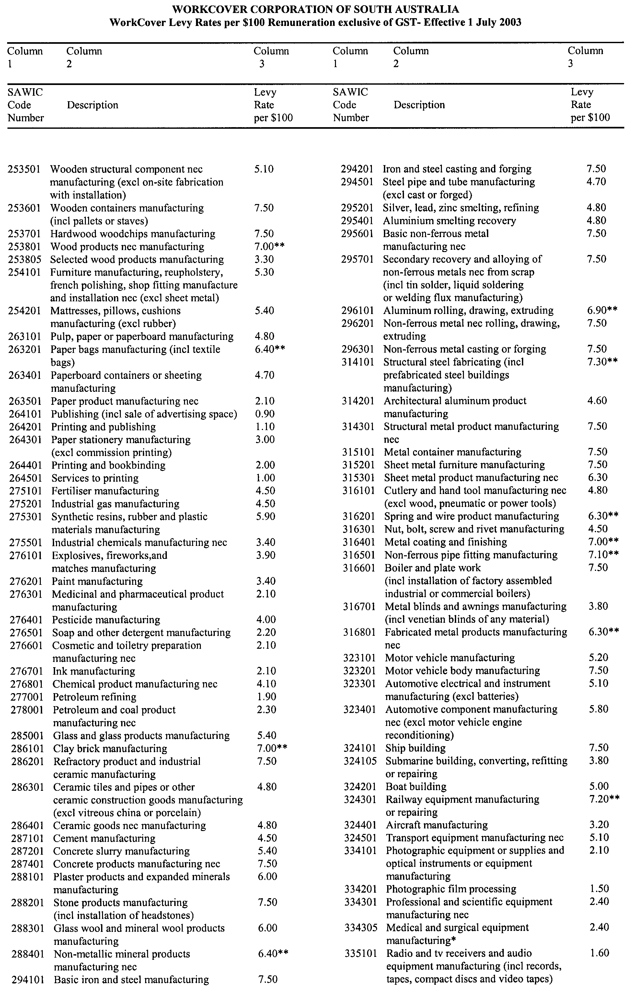 WORKCOVER CORPORATION OF SOUTH AUSTRALIA
WorkCover Levy Rates per $100 Remuneration exclusive of GST- Effective 1 July 2003
Column Column Column Column Column Column
1 2 3 1 2 3
SAWIC Levy SAWIC Levy
Code Description Rate Code Description Rate
Number per $100 Number per $100
253501 Wooden structural component nec 5.10
manufacturing (excl on-site fabrication
with installation)
253601 Wooden containers manufacturing 7.50
(incl pallets or staves)
253701 Hardwood woodchips manufacturing 7.50
253801 Wood products nec manufacturing 7.00**
253805 Selected wood products manufacturing 3.30
254101 Furniture manufacturing, reupholstery, 5.30
french polishing, shop fitting manufacture
and installation nec (excl sheet metal)
254201 Mattresses, pillows, cushions 5.40
manufacturing (excl rubber)
263101 Pulp, paper or paperboard manufacturing 4.80
263201 Paper bags manufacturing (incl textile 6.40**
bags)
263401 Paperboard containers or sheeting 4.70
manufacturing
263501 Paper product manufacturing nec 2.10
264101 Publishing (incl sale of advertising space) 0.90
264201 Printing and publishing 1.10
264301 Paper stationery manufacturing 3.00
(excl commission printing)
264401 Printing and bookbinding 2.00
264501 Services to printing 1.00
275101 Fertiliser manufacturing 4.50
275201 Industrial gas manufacturing 4.50
275301 Synthetic resins, rubber and plastic 5.90
materials manufacturing
275501 Industrial chemicals manufacturing nec 3.40
276101 Explosives, fireworks,and 3.90
matches manufacturing
276201 Paint manufacturing 3.40
276301 Medicinal and pharmaceutical product 2.10
manufacturing
276401 Pesticide manufacturing 4.00
276501 Soap and other detergent manufacturing 2.20
276601 Cosmetic and toiletry preparation 2.10
manufacturing nec
276701 Ink manufacturing 2.10
276801 Chemical product manufacturing nec 4.10
277001 Petroleum refining 1.90
278001 Petroleum and coal product 2.30
manufacturing nec
285001 Glass and glass products manufacturing 5.40
286101 Clay brick manufacturing 7.00**
286201 Refractory product and industrial 7.50
ceramic manufacturing
286301 Ceramic tiles and pipes or other 4.80
ceramic construction goods manufacturing
(excl vitreous china or porcelain)
286401 Ceramic goods nec manufacturing 4.80
287101 Cement manufacturing 4.50
287201 Concrete slurry manufacturing 5.40
287401 Concrete products manufacturing nec 7.50
288101 Plaster products and expanded minerals 6.00
manufacturing
288201 Stone products manufacturing 7.50
(incl installation of headstones)
288301 Glass wool and mineral wool products 6.00
manufacturing
288401 Non-metallic mineral products 6.40**
manufacturing nec
294101 Basic iron and steel manufacturing 7.50
294201 Iron and steel casting and forging 7.50
294501 Steel pipe and tube manufacturing 4.70
(excl cast or forged)
295201 Silver, lead, zinc smelting, refining 4.80
295401 Aluminium smelting recovery 4.80
295601 Basic non-ferrous metal 7.50
manufacturing nec
295701 Secondary recovery and alloying of 7.50
non-ferrous metals nec from scrap
(incl tin solder, liquid soldering
or welding flux manufacturing)
296101 Aluminum rolling, drawing, extruding 6.90**
296201 Non-ferrous metal nec rolling, drawing, 7.50
extruding
296301 Non-ferrous metal casting or forging 7.50
314101 Structural steel fabricating (incl 7.30**
prefabricated steel buildings
manufacturing)
314201 Architectural aluminum product 4.60
manufacturing
314301 Structural metal product manufacturing 7.50
nec
315101 Metal container manufacturing 7.50
315201 Sheet metal furniture manufacturing 7.50
315301 Sheet metal product manufacturing nec 6.30
316101 Cutlery and hand tool manufacturing nec 4.80
(excl wood, pneumatic or power tools)
316201 Spring and wire product manufacturing 6.30**
316301 Nut, bolt, screw and rivet manufacturing 4.50
316401 Metal coating and finishing 7.00**
316501 Non-ferrous pipe fitting manufacturing 7.10**
316601 Boiler and plate work 7.50
(incl installation of factory assembled
industrial or commercial boilers)
316701 Metal blinds and awnings manufacturing 3.80
(incl venetian blinds of any material)
316801 Fabricated metal products manufacturing 6.30**
nec
323101 Motor vehicle manufacturing 5.20
323201 Motor vehicle body manufacturing 7.50
323301 Automotive electrical and instrument 5.10
manufacturing (excl batteries)
323401 Automotive component manufacturing 5.80
nec (excl motor vehicle engine
reconditioning)
324101 Ship building 7.50
324105 Submarine building, converting, refitting 3.80
or repairing
324201 Boat building 5.00
324301 Railway equipment manufacturing 7.20**
or repairing
324401 Aircraft manufacturing 3.20
324501 Transport equipment manufacturing nec 5.10
334101 Photographic equipment or supplies and 2.10
optical instruments or equipment
manufacturing
334201 Photographic film processing 1.50
334301 Professional and scientific equipment 2.40
manufacturing nec
334305 Medical and surgical equipment 2.40
manufacturing*
335101 Radio and tv receivers and audio 1.60
equipment manufacturing (incl records,
tapes, compact discs and video tapes)